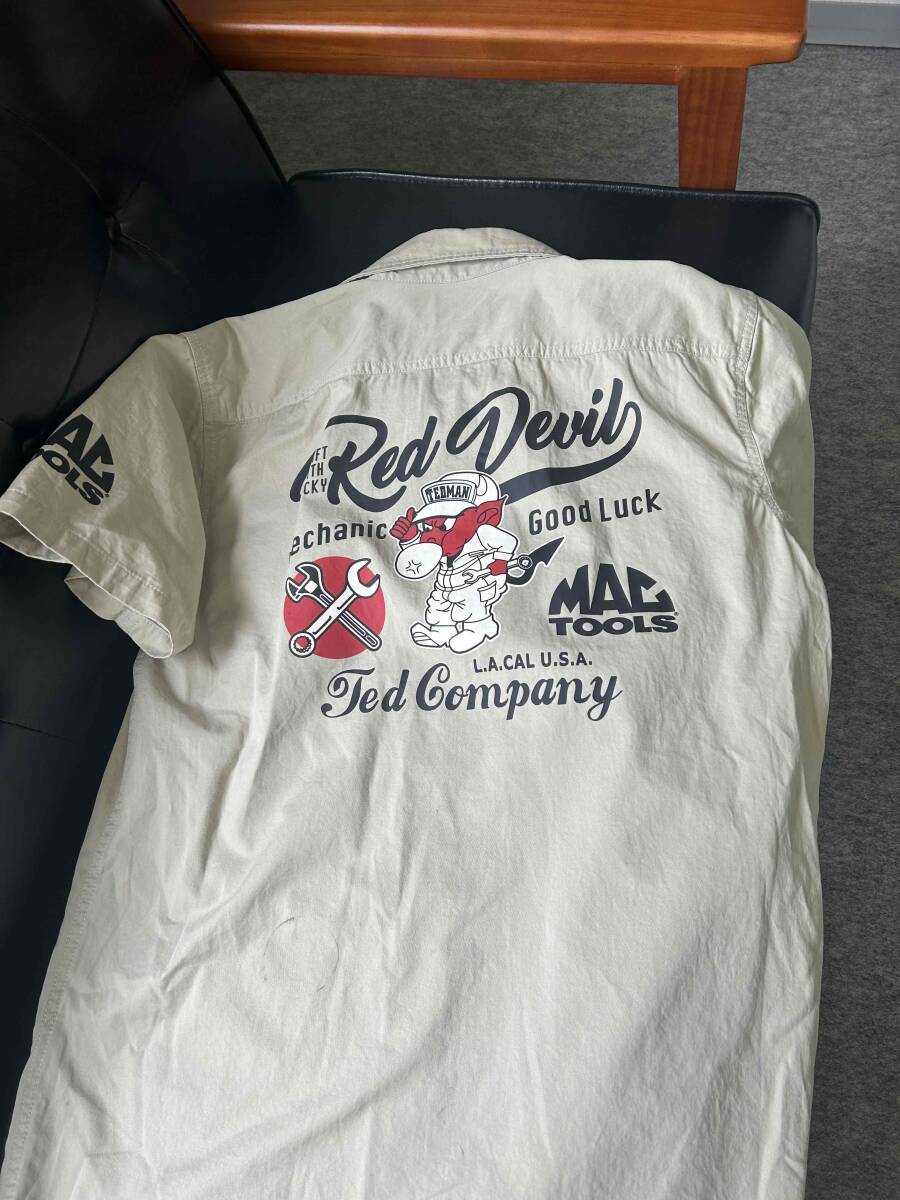 Red Devil
FT
TH
CKY
echanic
Good Luck
TEDMAN
MAC
TOOLS
MAC
TOOLS
L.A.CAL U.S.A.
Ted Company